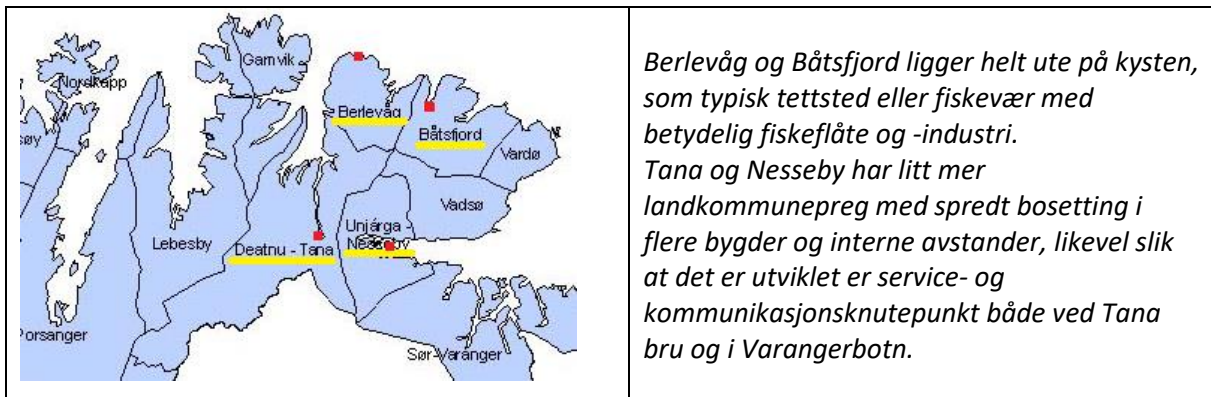 Gamvik
Nordkapp
Berlevåg
Båtsfjord
Vardø
Vadsø
Unjárga -
Nesseby
Lebesby
Deatnu - Tana
Porsanger
Sør-Varanger
Berlevåg og Båtsfjord ligger helt ute på kysten,
som typisk tettsted eller fiskevær med
betydelig fiskeflåte og -industri.
Tana og Nesseby har litt mer
landkommunepreg med spredt bosetting i
flere bygder og interne avstander, likevel slik
at det er utviklet er service- og
kommunikasjonsknutepunkt både ved Tana
bru og i Varangerbotn.